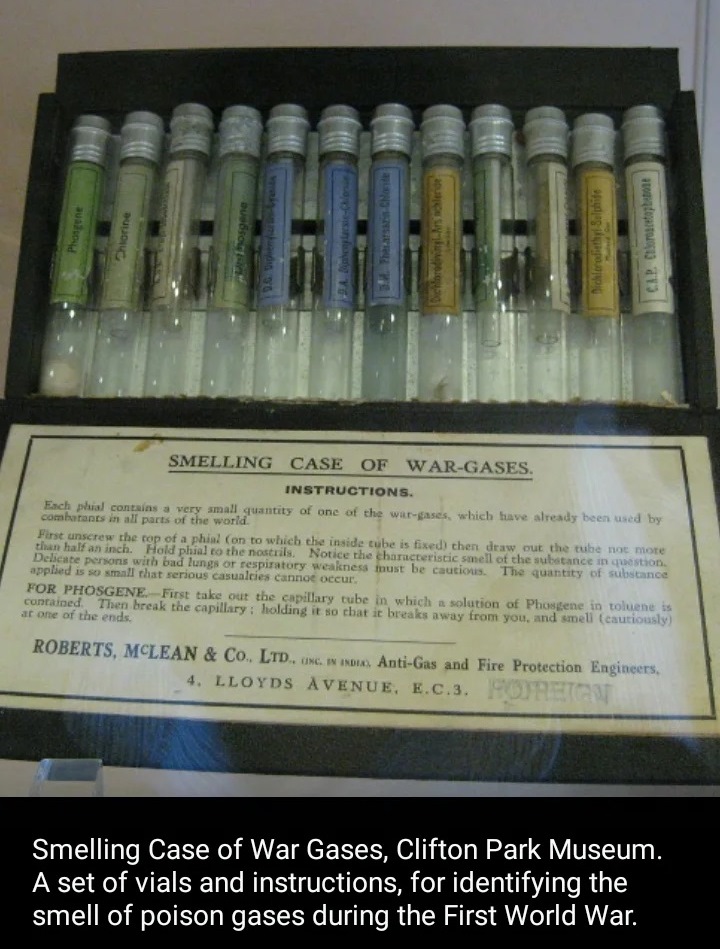 Phosgene
Chlorine
Phosgene
D.A. Diphenylarsin-Chloride
D.M. Phenarsazin Chloride
Dichlorodiethyl-Sulphide
C.A.P. Chloroacetophenone
SMELLING CASE OF WAR-GASES.
INSTRUCTIONS.
Each phial contains a very small quantity of one of the war-gases, which have already been used by
combatants in all parts of the world.
First unscrew the top of a phial (on to which the inside tube is fixed) then draw out the tube not more
than half an inch. Hold phial to the nostrils. Notice the characteristic smell of the substance in question.
Delicate persons with bad lungs or respiratory weakness must be cautious. The quantity of substance
applied is so small that serious casualties cannot occur.
FOR PHOSGENE.—First take out the capillary tube in which a solution of Phosgene in toluene is
contained. Then break the capillary; holding it so that it breaks away from you, and smell (cautiously)
at one of the ends.
ROBERTS, MCLEAN & CO., LTD., (INC. IN INDIA), Anti-Gas and Fire Protection Engineers,
4, LLOYDS AVENUE, E.C.3. FOREIGN
Smelling Case of War Gases, Clifton Park Museum.
A set of vials and instructions, for identifying the
smell of poison gases during the First World War.